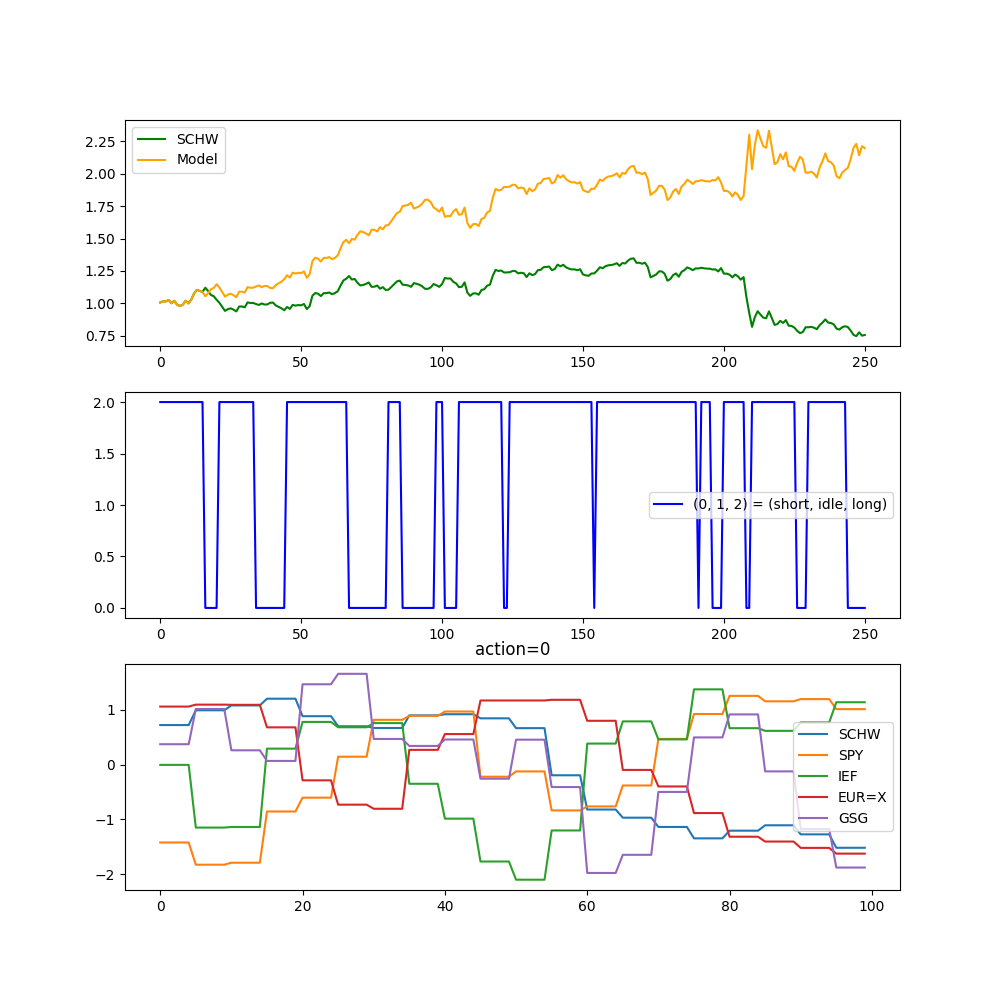 SCHW
Model
2.25
2.00
1.75
1.50
1.25
1.00
0.75
0 50 100 150 200 250
2.0
1.5
1.0
0.5
0.0
(0, 1, 2) = (short, idle, long)
0 50 100 150 200 250
action=0
1
0
−1
−2
SCHW
SPY
IEF
EUR=X
GSG
0 20 40 60 80 100